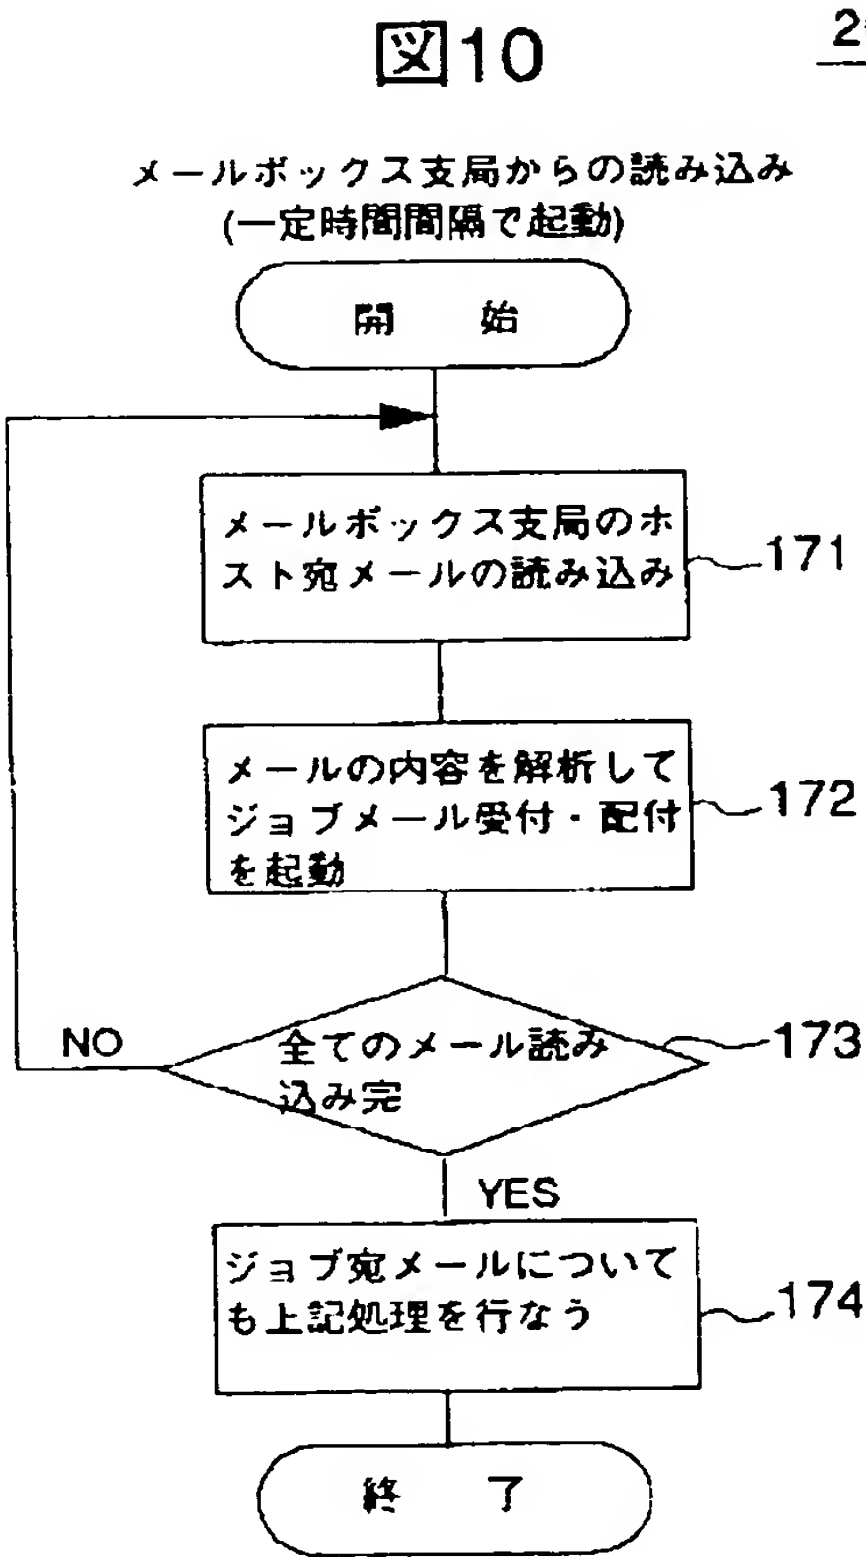 図10
メールボックス支局からの読み込み
(一定時間間隔で起動)
開 始
メールボックス支局のホ
スト宛メールの読み込み
171
メールの内容を解析して
ジョブメール受付・配付
を起動
172
全てのメール読み
込み完
173
NO
YES
ジョブ宛メールについて
も上記処理を行なう
174
終 了